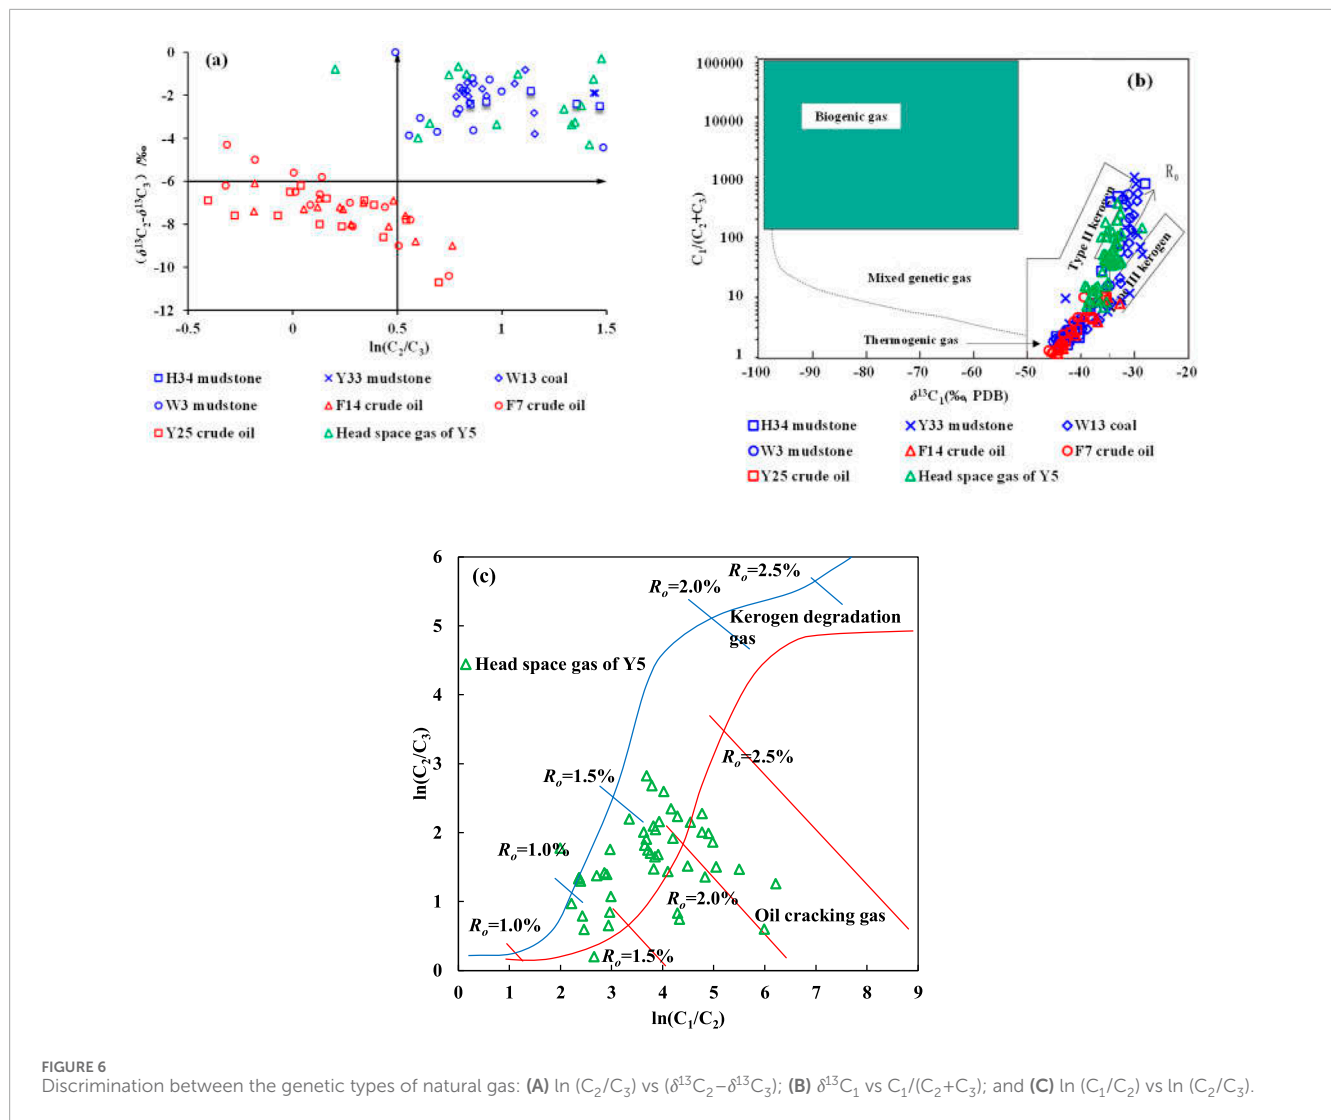 (a)
0
-2
-4
-6
-8
-10
-12
(δ¹³C₂-δ¹³C₃) /‰
-0.5 0 0.5 1 1.5
ln(C₂/C₃)
H34 mudstone Y33 mudstone W13 coal
W3 mudstone F14 crude oil F7 crude oil
Y25 crude oil Head space gas of Y5
(b)
100000
10000
1000
100
10
1
C₁/(C₂+C₃)
Biogenic gas
Mixed genetic gas
Thermogenic gas
Type II kerogen
III kerogen
Rₒ
-100 -90 -80 -70 -60 -50 -40 -30 -20
δ¹³C₁(‰, PDB)
H34 mudstone Y33 mudstone W13 coal
W3 mudstone F14 crude oil F7 crude oil
Y25 crude oil Head space gas of Y5
(c)
6
5
4
3
2
1
0
ln(C₂/C₃)
Rₒ=2.5%
Rₒ=2.0%
Kerogen degradation
gas
Head space gas of Y5
Rₒ=2.5%
Rₒ=1.5%
Rₒ=1.0%
Rₒ=2.0%
Oil cracking gas
Rₒ=1.0%
Rₒ=1.5%
0 1 2 3 4 5 6 7 8 9
ln(C₁/C₂)
FIGURE 6
Discrimination between the genetic types of natural gas: (A) ln (C₂/C₃) vs (δ¹³C₂−δ¹³C₃); (B) δ¹³C₁ vs C₁/(C₂+C₃); and (C) ln (C₁/C₂) vs ln (C₂/C₃).